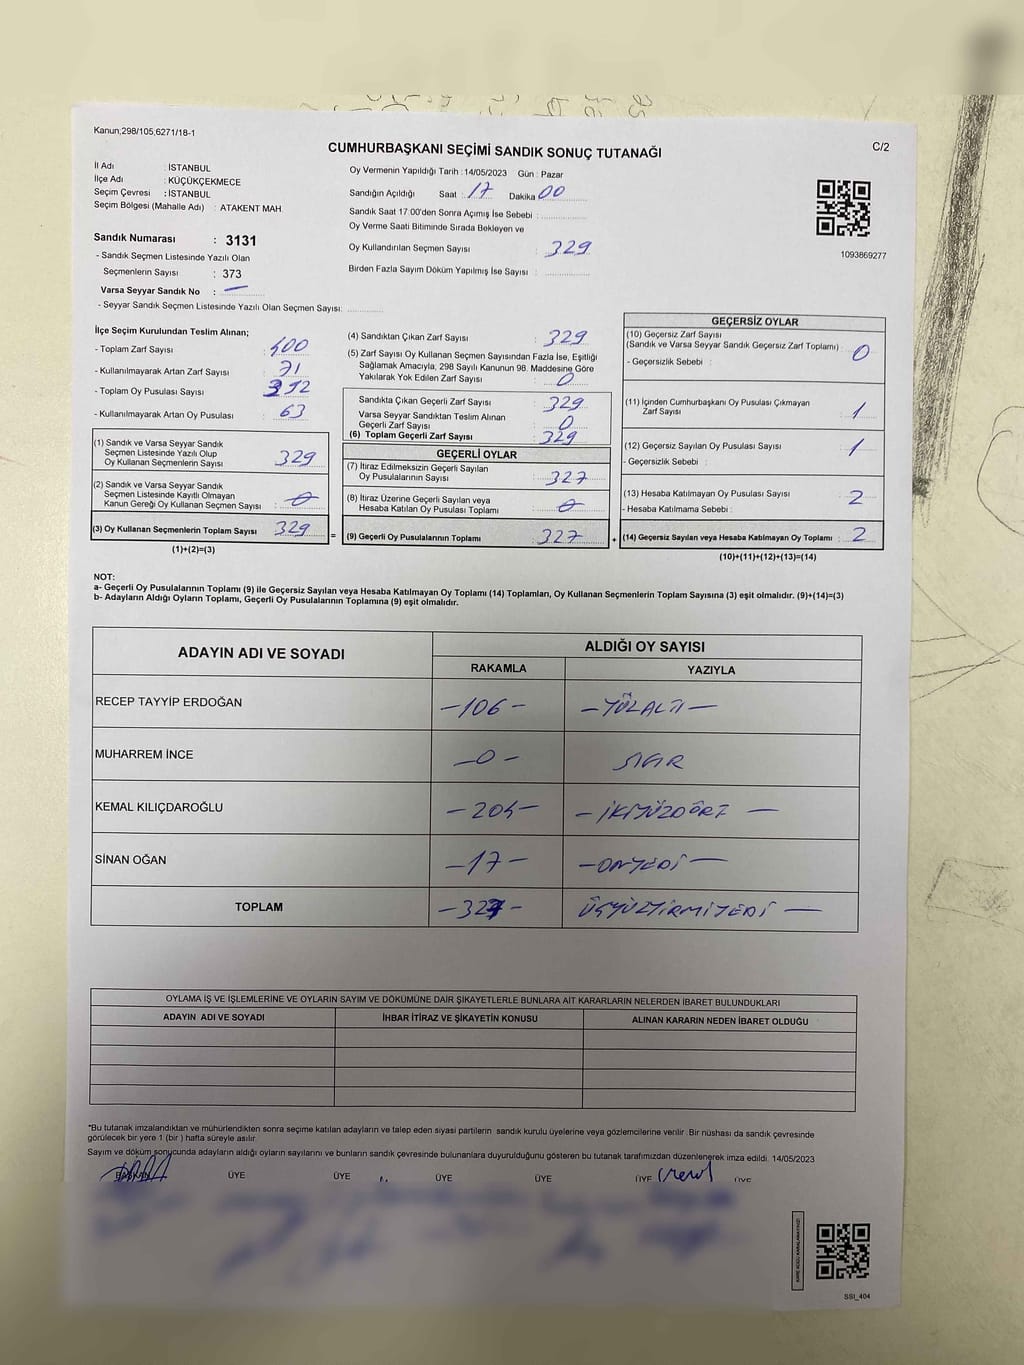 Kanun,298/105,6271/18-1
CUMHURBAŞKANI SEÇİMİ SANDIK SONUÇ TUTANAĞI
C/2
İl Adı : İSTANBUL
İlçe Adı : KÜÇÜKÇEKMECE
Seçim Çevresi : İSTANBUL
Seçim Bölgesi (Mahalle Adı) : ATAKENT MAH.
Sandık Numarası : 3131
- Sandık Seçmen Listesinde Yazılı Olan
Seçmenlerin Sayısı : 373
Varsa Seyyar Sandık No : —
- Seyyar Sandık Seçmen Listesinde Yazılı Olan Seçmen Sayısı:
Oy Vermenin Yapıldığı Tarih :14/05/2023 Gün : Pazar
Sandığın Açıldığı Saat : 17 Dakika 00
Sandık Saat 17:00'den Sonra Açımış İse Sebebi :
Oy Verme Saati Bitiminde Sırada Bekleyen ve
Oy Kullandırılan Seçmen Sayısı : 329
Birden Fazla Sayım Döküm Yapılmış İse Sayısı :
1093869277
İlçe Seçim Kurulundan Teslim Alınan;
- Toplam Zarf Sayısı : 400
- Kullanılmayarak Artan Zarf Sayısı : 71
- Toplam Oy Pusulası Sayısı : 392
- Kullanılmayarak Artan Oy Pusulası : 63
(1) Sandık ve Varsa Seyyar Sandık
Seçmen Listesinde Yazılı Olup
Oy Kullanan Seçmenlerin Sayısı 329
(2) Sandık ve Varsa Seyyar Sandık
Seçmen Listesinde Kayıtlı Olmayan
Kanun Gereği Oy Kullanan Seçmen Sayısı 0
(3) Oy Kullanan Seçmenlerin Toplam Sayısı 329
(1)+(2)=(3)
(4) Sandıktan Çıkan Zarf Sayısı : 329
(5) Zarf Sayısı Oy Kullanan Seçmen Sayısından Fazla İse, Eşitliği
Sağlamak Amacıyla, 298 Sayılı Kanunun 98. Maddesine Göre
Yakılarak Yok Edilen Zarf Sayısı : 0
Sandıkta Çıkan Geçerli Zarf Sayısı : 329
Varsa Seyyar Sandıktan Teslim Alınan
Geçerli Zarf Sayısı : 0
(6) Toplam Geçerli Zarf Sayısı : 329
GEÇERLİ OYLAR
(7) İtiraz Edilmeksizin Geçerli Sayılan
Oy Pusulalarının Sayısı : 327
(8) İtiraz Üzerine Geçerli Sayılan veya
Hesaba Katılan Oy Pusulası Toplamı : 0
= (9) Geçerli Oy Pusulalarının Toplamı : 327 +
GEÇERSİZ OYLAR
(10) Geçersiz Zarf Sayısı
(Sandık ve Varsa Seyyar Sandık Geçersiz Zarf Toplamı) : 0
- Geçersizlik Sebebi :
(11) İçinden Cumhurbaşkanı Oy Pusulası Çıkmayan
Zarf Sayısı : 1
(12) Geçersiz Sayılan Oy Pusulası Sayısı : 1
- Geçersizlik Sebebi :
(13) Hesaba Katılmayan Oy Pusulası Sayısı : 2
- Hesaba Katılmama Sebebi :
(14) Geçersiz Sayılan veya Hesaba Katılmayan Oy Toplamı : 2
(10)+(11)+(12)+(13)=(14)
NOT:
a- Geçerli Oy Pusulalarının Toplamı (9) ile Geçersiz Sayılan veya Hesaba Katılmayan Oy Toplamı (14) Toplamları, Oy Kullanan Seçmenlerin Toplam Sayısına (3) eşit olmalıdır. (9)+(14)=(3)
b- Adayların Aldığı Oyların Toplamı, Geçerli Oy Pusulalarının Toplamına (9) eşit olmalıdır.
ADAYIN ADI VE SOYADI ALDIĞI OY SAYISI
RAKAMLA YAZIYLA
RECEP TAYYİP ERDOĞAN -106- - YÜZALTI -
MUHARREM İNCE -0- SIFIR
KEMAL KILIÇDAROĞLU -204- - İKİYÜZDÖRT -
SİNAN OĞAN -17- - ONYEDİ -
TOPLAM -327- ÜÇYÜZYİRMİYEDİ -
OYLAMA İŞ VE İŞLEMLERİNE VE OYLARIN SAYIM VE DÖKÜMÜNE DAİR ŞİKAYETLERLE BUNLARA AİT KARARLARIN NELERDEN İBARET BULUNDUKLARI
ADAYIN ADI VE SOYADI İHBAR İTİRAZ VE ŞİKAYETİN KONUSU ALINAN KARARIN NEDEN İBARET OLDUĞU
*Bu tutanak imzalandıktan ve mühürlendikten sonra seçime katılan adayların ve talep eden siyasi partilerin sandık kurulu üyelerine veya gözlemcilerine verilir. Bir nüshası da sandık çevresinde
görülecek bir yere 1 (bir ) hafta süreyle asılır.
Sayım ve döküm sonucunda adayların aldığı oyların sayılarını ve bunların sandık çevresinde bulunanlara duyurulduğunu gösteren bu tutanak tarafımızdan düzenlenerek imza edildi. 14/05/2023
BAŞKAN ÜYE ÜYE ÜYE ÜYE ÜYE ÜYE
SSI_404